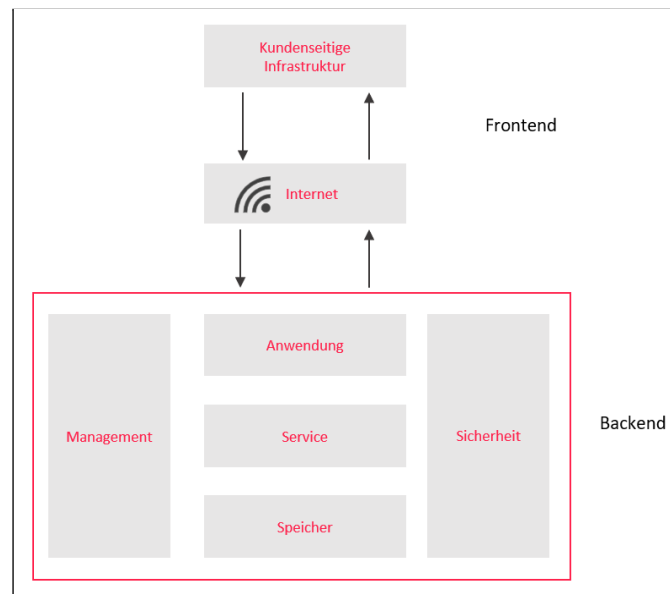 Kundenseitige
Infrastruktur
Frontend
Internet
Anwendung
Management
Service
Sicherheit
Backend
Speicher